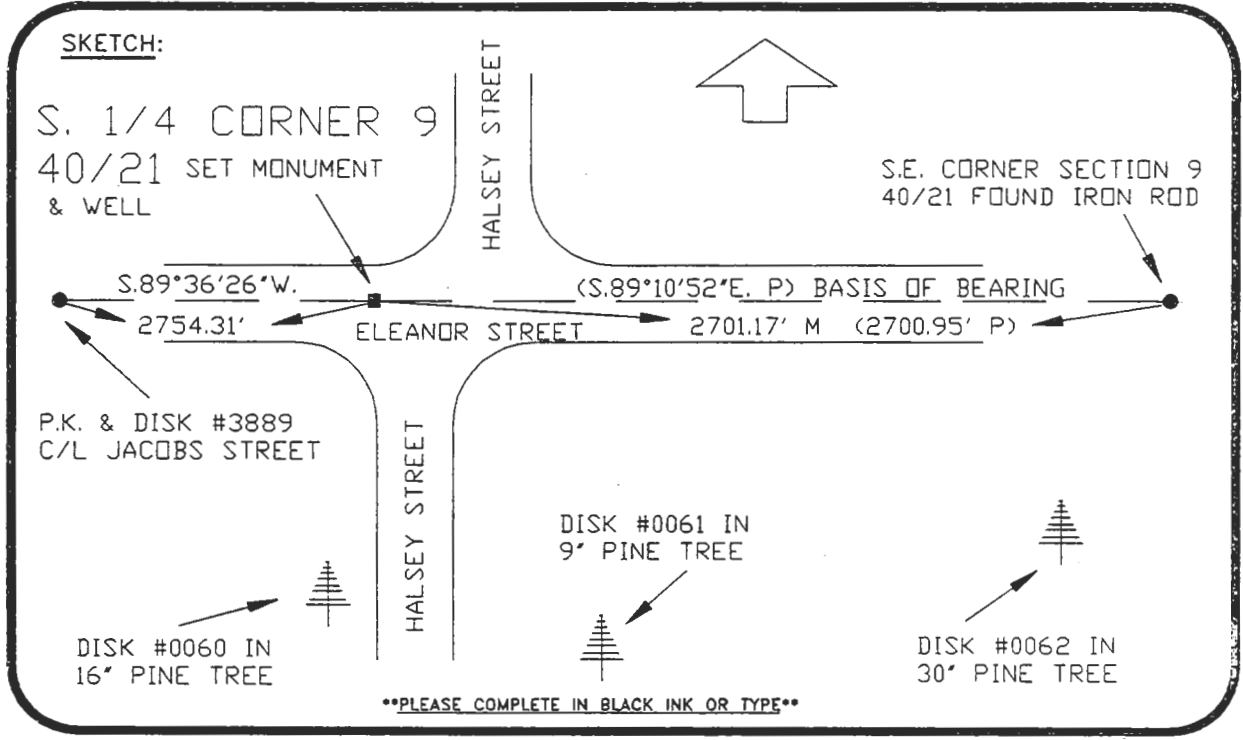 SKETCH:
S. 1/4 CORNER 9
40/21 SET MONUMENT
& WELL
HALSEY STREET
S.E. CORNER SECTION 9
40/21 FOUND IRON ROD
S.89°36'26"W.
(S.89°10'52"E. P) BASIS OF BEARING
2754.31'
ELEANOR STREET
2701.17' M (2700.95' P)
P.K. & DISK #3889
C/L JACOBS STREET
HALSEY STREET
DISK #0061 IN
9" PINE TREE
DISK #0060 IN
16" PINE TREE
DISK #0062 IN
30" PINE TREE
**PLEASE COMPLETE IN BLACK INK OR TYPE**